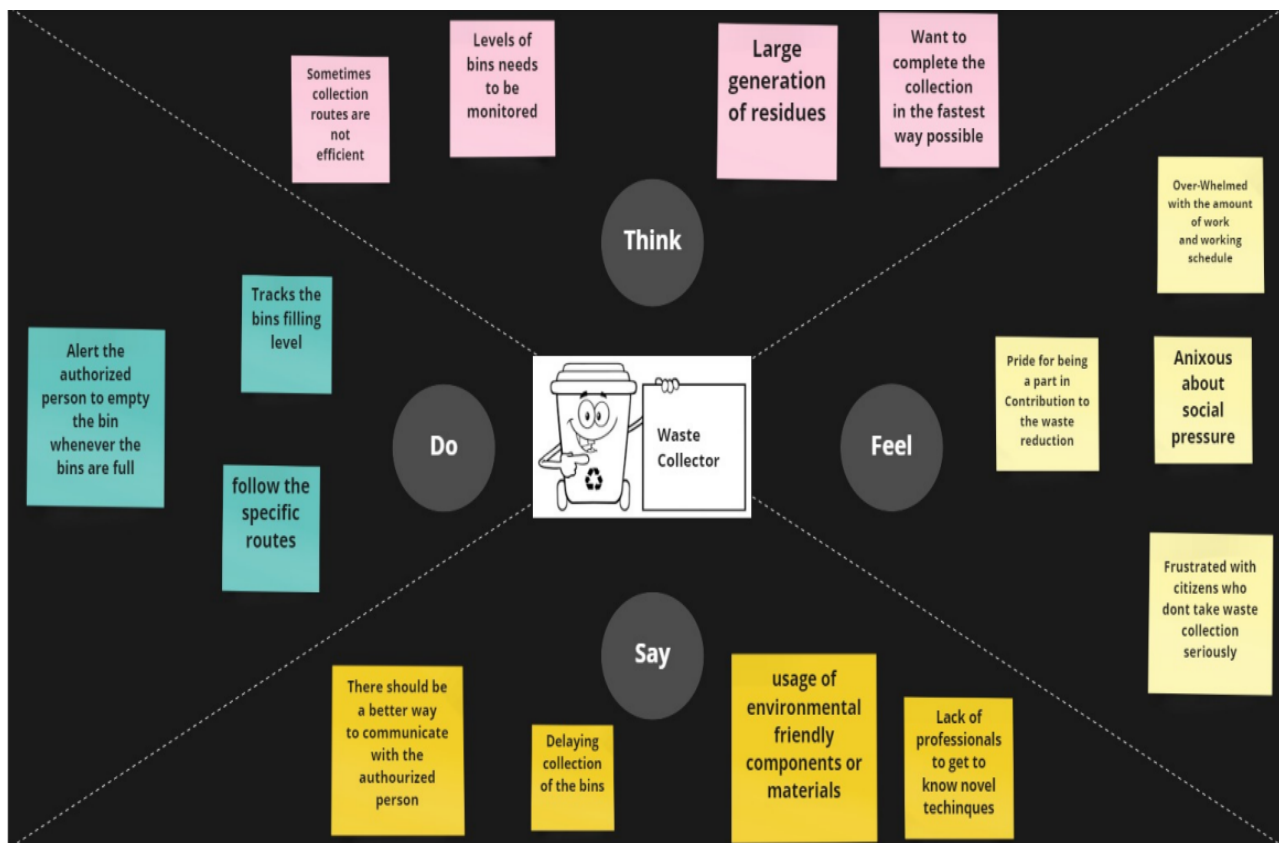 Sometimes
collection
routes are
not
efficient
Levels of
bins needs
to be
monitored
Large
generation
of residues
Want to
complete the
collection
in the fastest
way possible
Think
Over-Whelmed
with the amount
of work
and working
schedule
Pride for being
a part in
Contribution to
the waste
reduction
Anixous
about
social
pressure
Frustrated with
citizens who
dont take waste
collection
seriously
Feel
Waste
Collector
Do
Tracks the
bins filling
level
Alert the
authorized
person to empty
the bin
whenever the
bins are full
follow the
specific
routes
Say
There should be
a better way
to communicate
with the
authourized
person
Delaying
collection
of the bins
usage of
environmental
friendly
components or
materials
Lack of
professionals
to get to
know novel
techinques